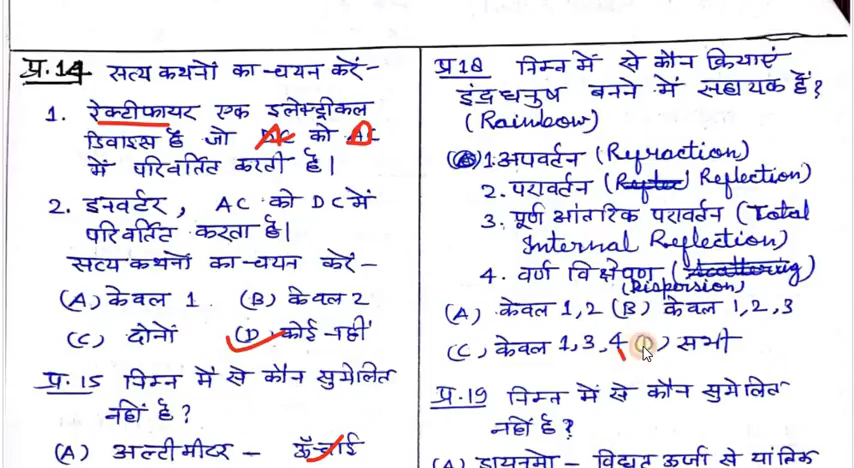 प्र.14 सत्य कथनों का चयन करें-
1. रेक्टीफायर एक इलेक्ट्रीकल
डिवाइस है जो DC को AC
में परिवर्तित करती है।
2. इनवर्टर, AC को DC में
परिवर्तित करता है।
सत्य कथनों का चयन करें-
(A) केवल 1 (B) केवल 2
(C) दोनों (D) कोई नहीं
प्र.15 निम्न में से कौन सुमेलित
नहीं है?
(A) अल्टीमीटर - ऊँचाई
प्र18 निम्न में से कौन क्रियाएं
इंद्रधनुष बनने में सहायक हैं?
(Rainbow)
1. अपवर्तन (Refraction)
2. परावर्तन (Reflection)
3. पूर्ण आंतरिक परावर्तन (Total
Internal Reflection)
4. वर्ण विक्षेपण (Scattering)
(Dispersion)
(A) केवल 1,2 (B) केवल 1,2,3
(C) केवल 1,3,4 (D) सभी
प्र.19 निम्न में से कौन सुमेलित
नहीं है?
(A) डायनमो - विद्युत ऊर्जा से यांत्रिक